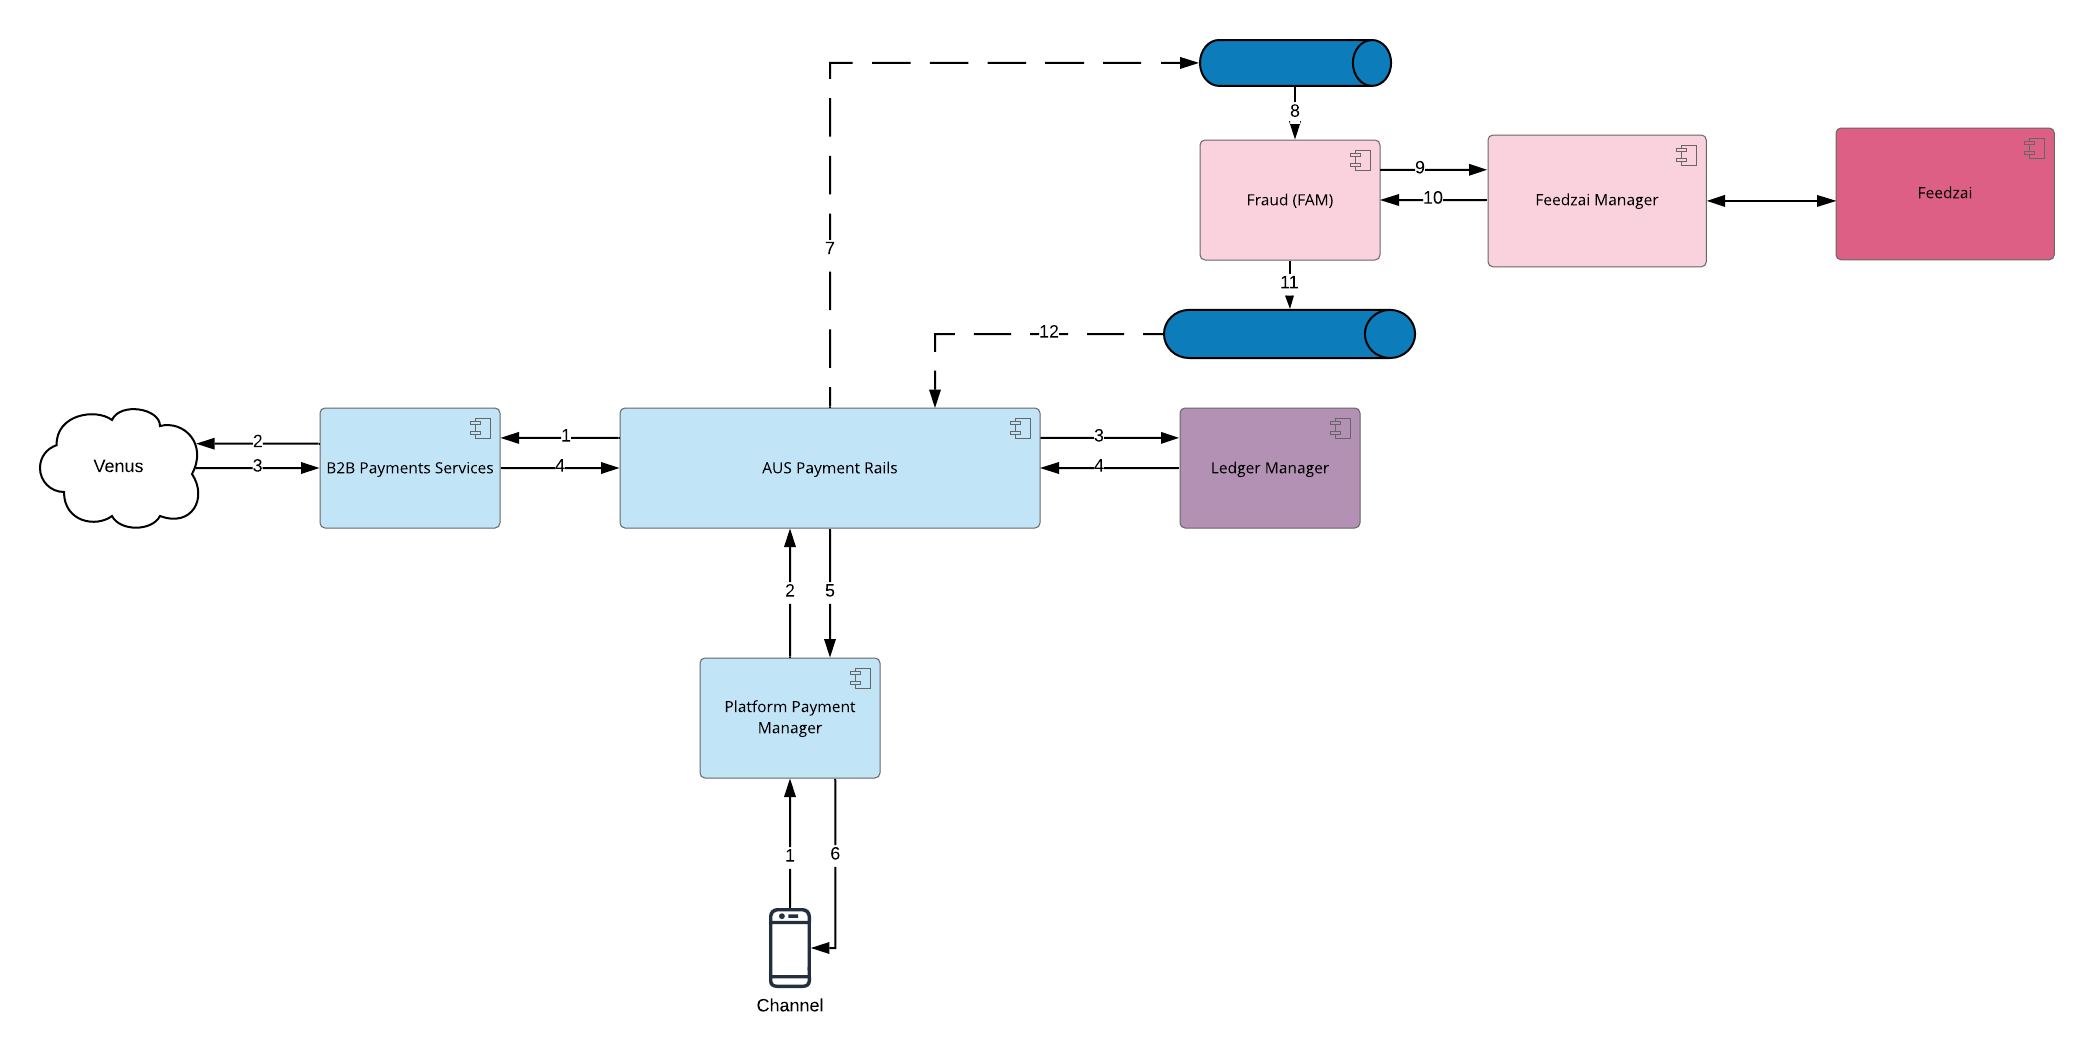 8
9
Fraud (FAM)
10
Feedzai Manager
Feedzai
7
11
12
Venus
2
3
B2B Payments Services
1
4
AUS Payment Rails
3
4
Ledger Manager
2
5
Platform Payment
Manager
1
6
Channel